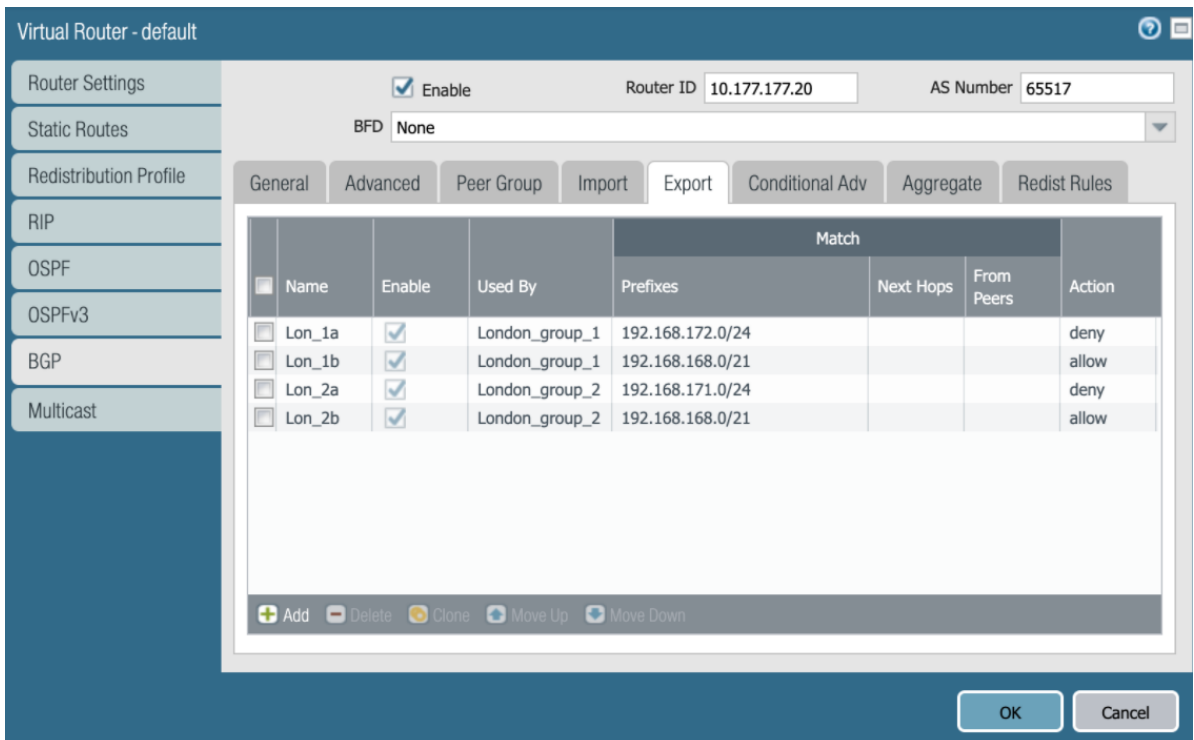 Virtual Router - default
Router Settings
Static Routes
Redistribution Profile
RIP
OSPF
OSPFv3
BGP
Multicast
Enable Router ID 10.177.177.20 AS Number 65517
BFD None
General Advanced Peer Group Import Export Conditional Adv Aggregate Redist Rules
Match
Name Enable Used By Prefixes Next Hops From Peers Action
Lon_1a London_group_1 192.168.172.0/24 deny
Lon_1b London_group_1 192.168.168.0/21 allow
Lon_2a London_group_2 192.168.171.0/24 deny
Lon_2b London_group_2 192.168.168.0/21 allow
Add Delete Clone Move Up Move Down
OK Cancel